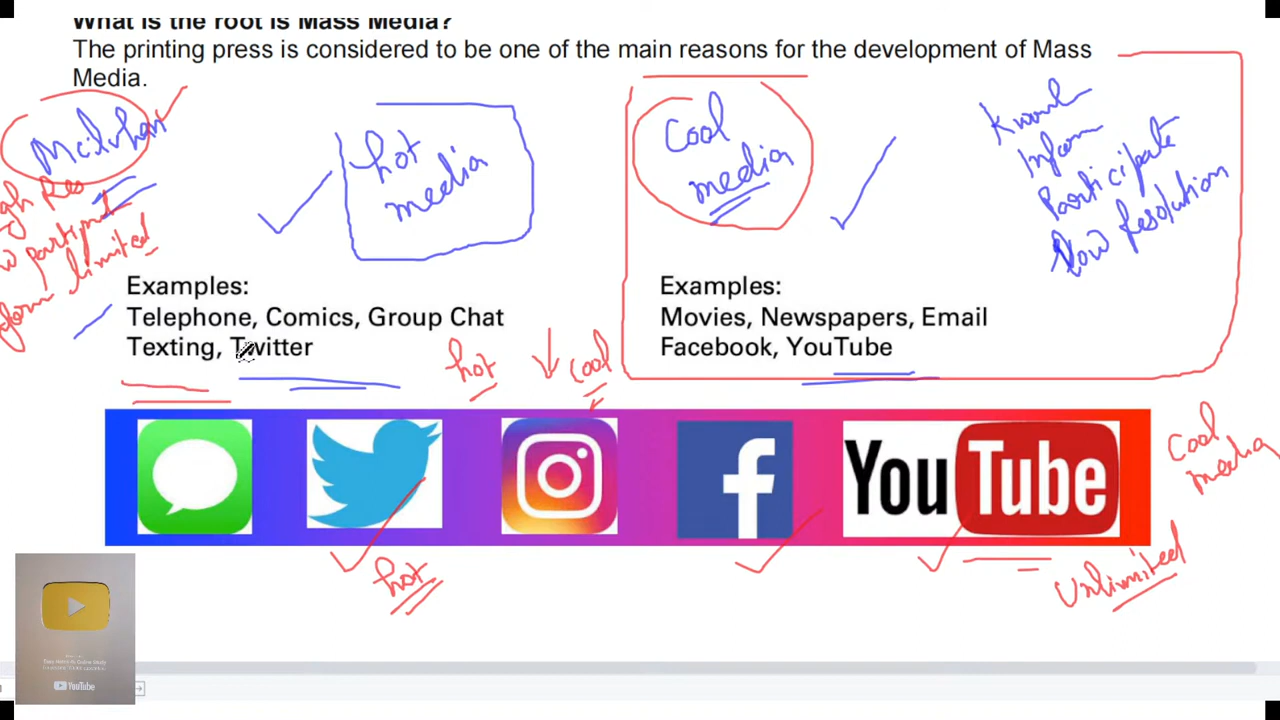 What is the root is Mass Media?
The printing press is considered to be one of the main reasons for the development of Mass
Media.
hot
media
Cool
media
Inform
Participate
Low Resolution
limited
Examples:
Telephone, Comics, Group Chat
Texting, Twitter
Examples:
Movies, Newspapers, Email
Facebook, YouTube
hot
cool
YouTube
Cool
media
hot
Unlimited
YouTube